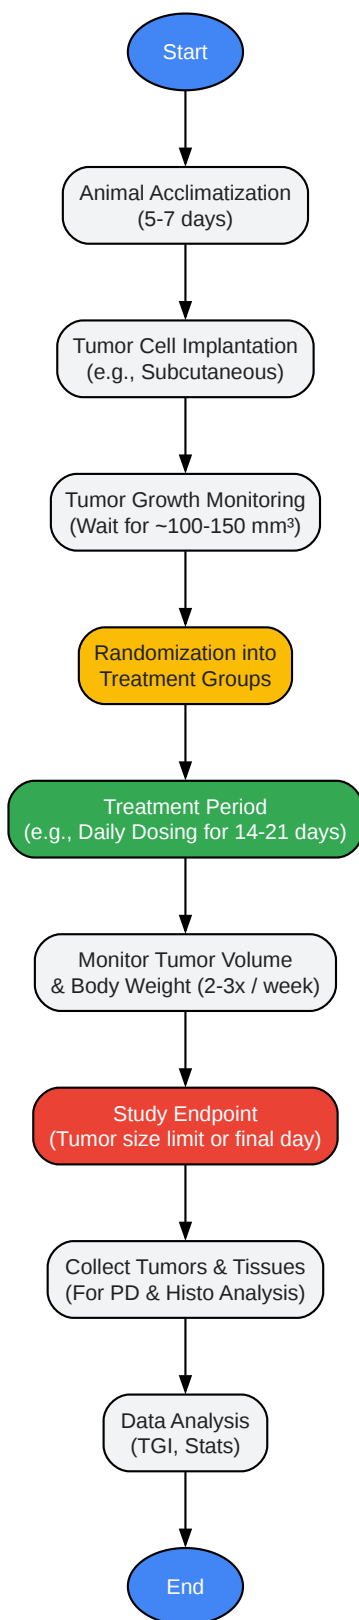 Start
Animal Acclimatization
(5-7 days)
Tumor Cell Implantation
(e.g., Subcutaneous)
Tumor Growth Monitoring
(Wait for ~100-150 mm³)
Randomization into
Treatment Groups
Treatment Period
(e.g., Daily Dosing for 14-21 days)
Monitor Tumor Volume
& Body Weight (2-3x / week)
Study Endpoint
(Tumor size limit or final day)
Collect Tumors & Tissues
(For PD & Histo Analysis)
Data Analysis
(TGI, Stats)
End